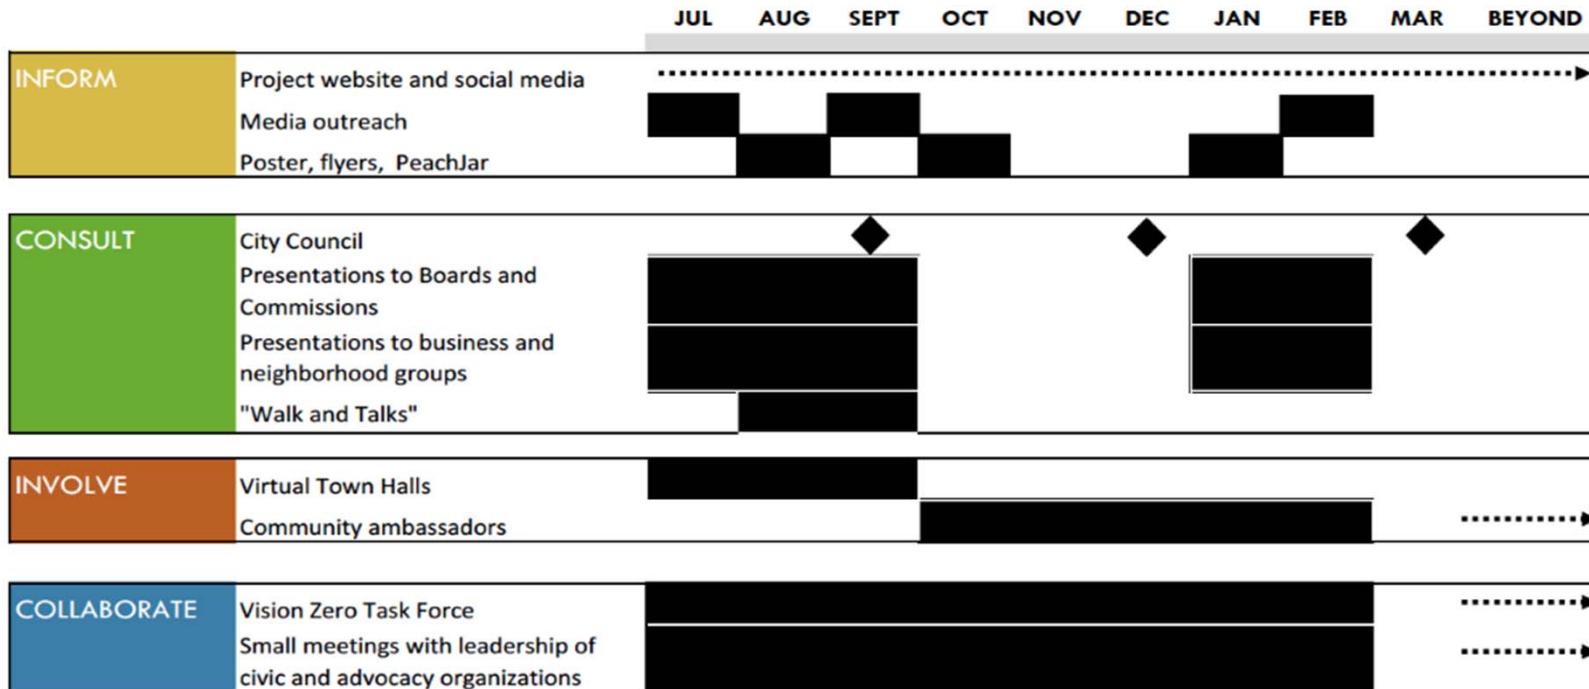 JUL AUG SEPT OCT NOV DEC JAN FEB MAR BEYOND
INFORM Project website and social media
Media outreach
Poster, flyers, PeachJar
CONSULT City Council
Presentations to Boards and
Commissions
Presentations to business and
neighborhood groups
"Walk and Talks"
INVOLVE Virtual Town Halls
Community ambassadors
COLLABORATE Vision Zero Task Force
Small meetings with leadership of
civic and advocacy organizations